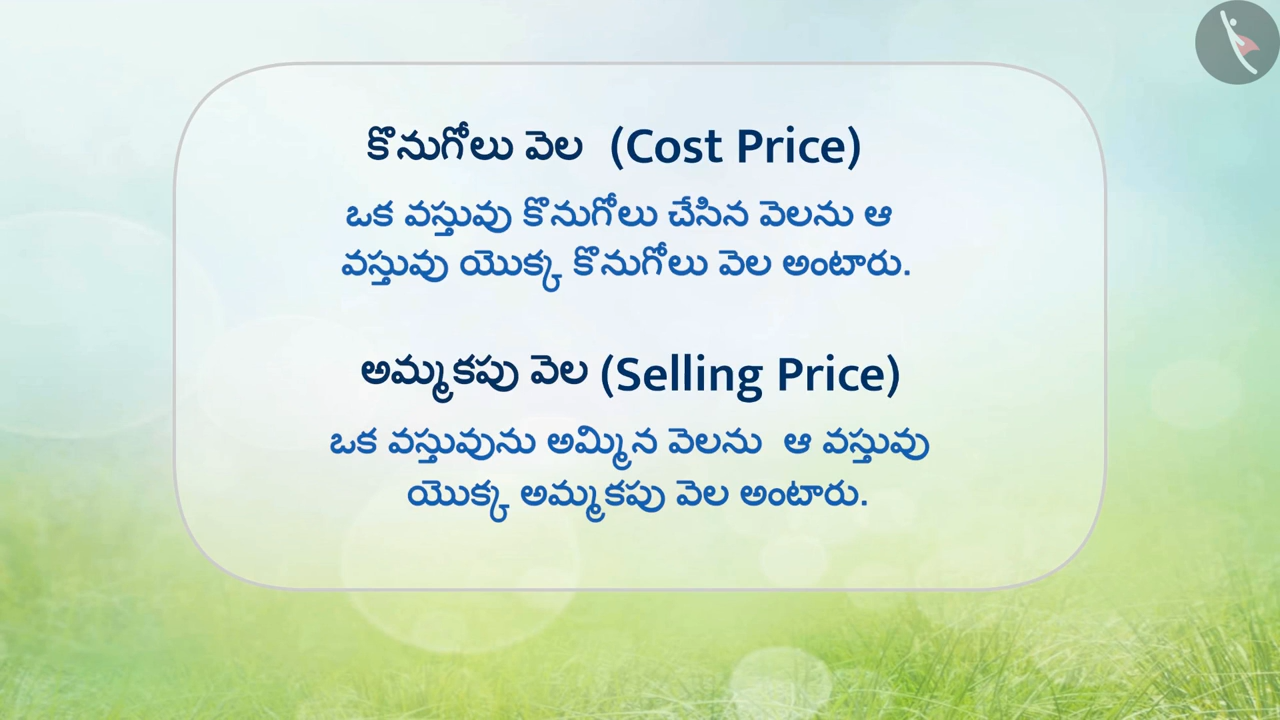 కొనుగోలు వెల (Cost Price)
ఒక వస్తువు కొనుగోలు చేసిన వెలను ఆ
వస్తువు యొక్క కొనుగోలు వెల అంటారు.
అమ్మకపు వెల (Selling Price)
ఒక వస్తువును అమ్మిన వెలను ఆ వస్తువు
యొక్క అమ్మకపు వెల అంటారు.